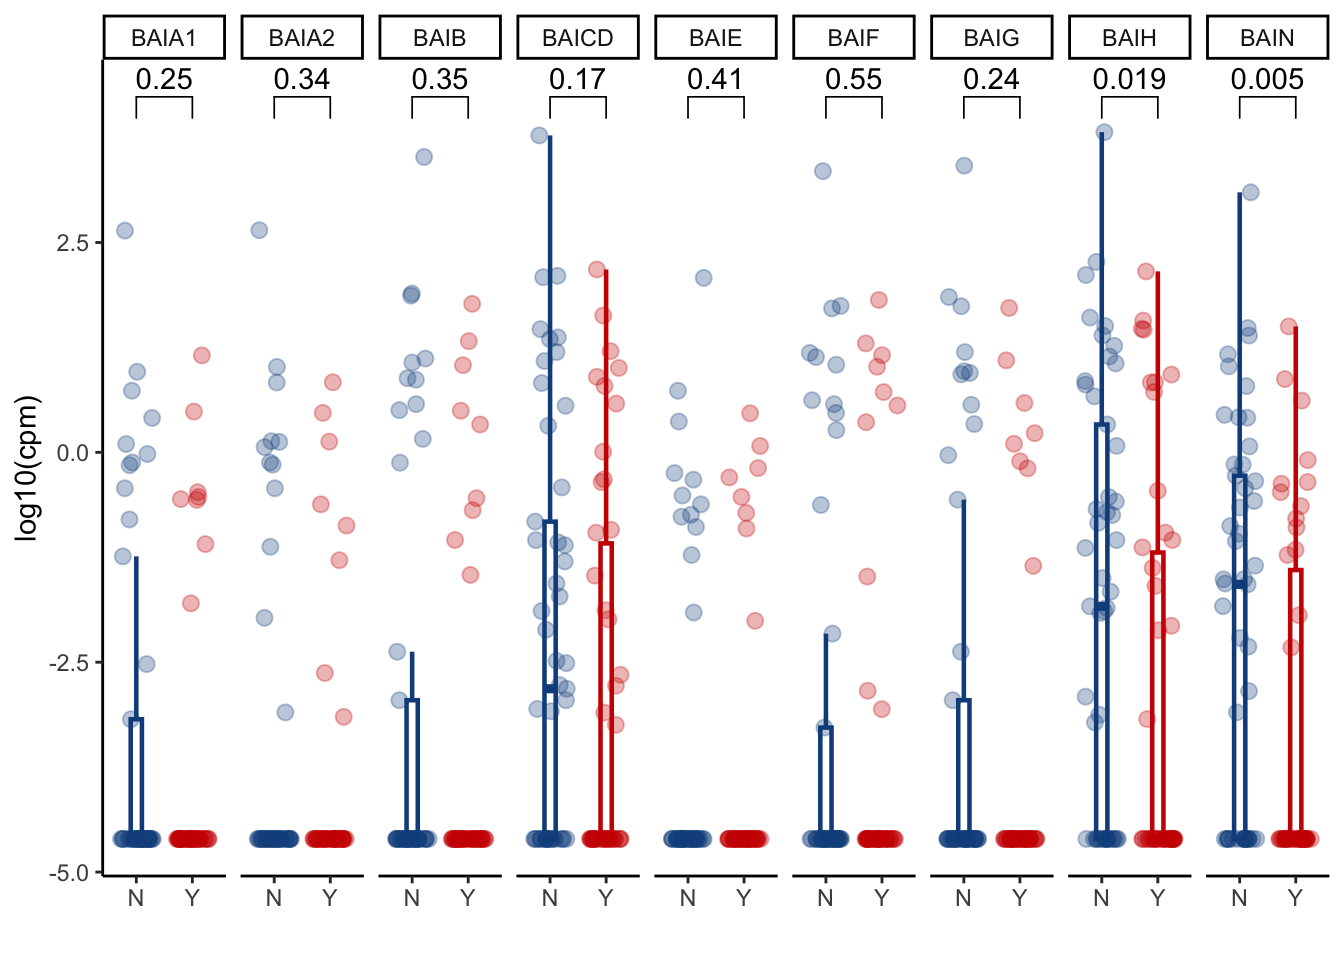 BAIA1 BAIA2 BAIB BAICD BAIE BAIF BAIG BAIH BAIN
0.25 0.34 0.35 0.17 0.41 0.55 0.24 0.019 0.005
log10(cpm)
2.5
0.0
-2.5
-5.0
N Y N Y N Y N Y N Y N Y N Y N Y N Y